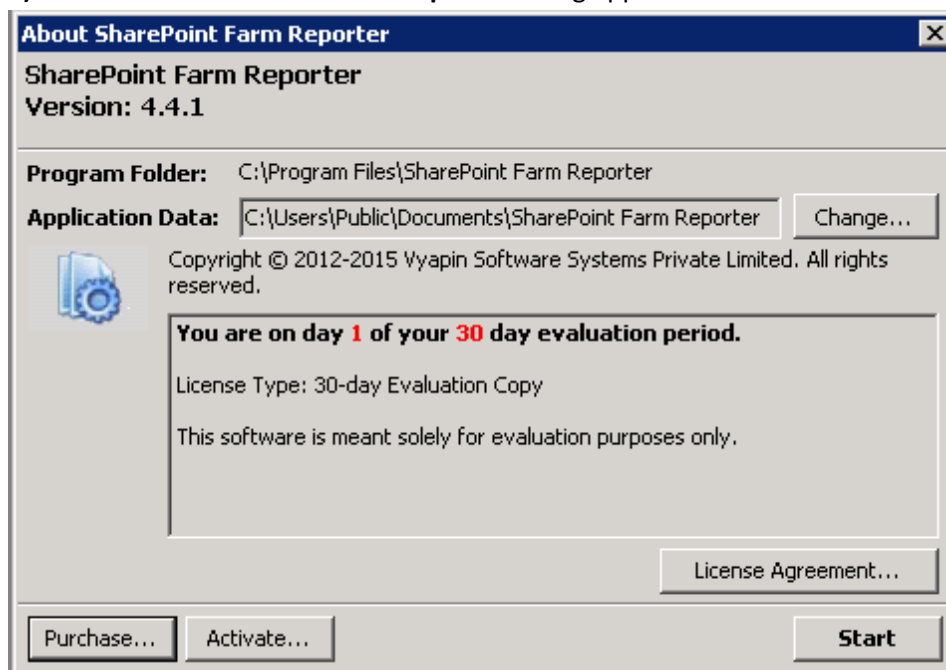 About SharePoint Farm Reporter
SharePoint Farm Reporter
Version: 4.4.1
Program Folder: C:\Program Files\SharePoint Farm Reporter
Application Data: C:\Users\Public\Documents\SharePoint Farm Reporter Change...
Copyright © 2012-2015 Vyapin Software Systems Private Limited. All rights
reserved.
You are on day 1 of your 30 day evaluation period.
License Type: 30-day Evaluation Copy
This software is meant solely for evaluation purposes only.
License Agreement...
Purchase... Activate... Start